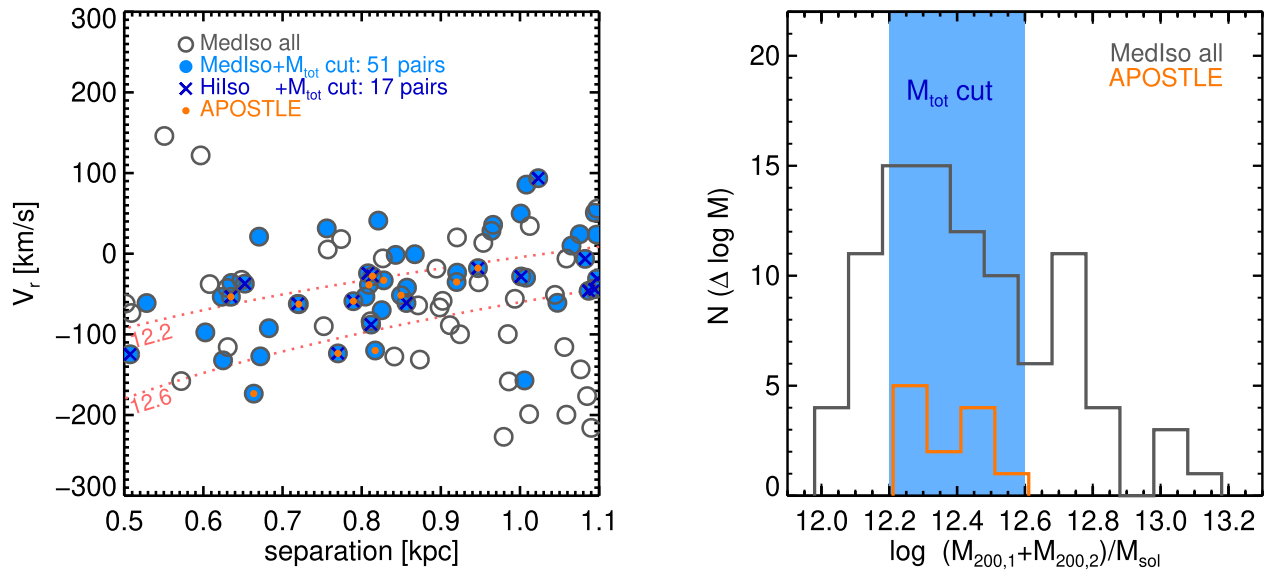 300
200
100
0
−100
−200
−300
V_r [km/s]
MedIso all
MedIso+M_tot cut: 51 pairs
HiIso +M_tot cut: 17 pairs
APOSTLE
12.2
12.6
0.5 0.6 0.7 0.8 0.9 1.0 1.1
separation [kpc]
20
15
10
5
0
N (Δ log M)
M_tot cut
MedIso all
APOSTLE
12.0 12.2 12.4 12.6 12.8 13.0 13.2
log (M_200,1+M_200,2)/M_sol